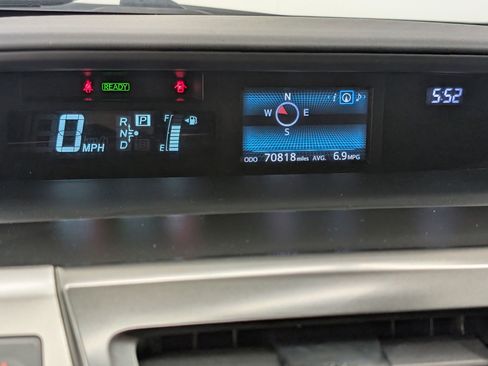 READY
0 MPH
R P
N
D
F
E
N
W E
S
i
ODO 70818 miles AVG. 6.9 MPG
5:52